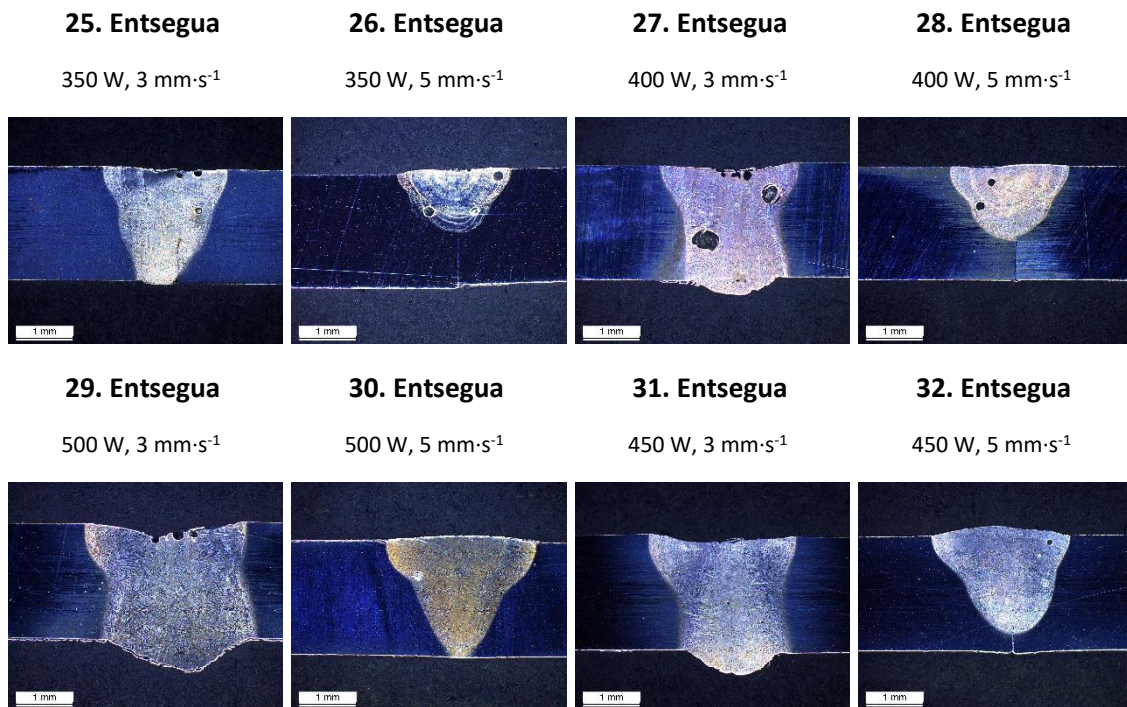 25. Entsegua
26. Entsegua
27. Entsegua
28. Entsegua
350 W, 3 mm·s⁻¹
350 W, 5 mm·s⁻¹
400 W, 3 mm·s⁻¹
400 W, 5 mm·s⁻¹
1 mm
1 mm
1 mm
1 mm
29. Entsegua
30. Entsegua
31. Entsegua
32. Entsegua
500 W, 3 mm·s⁻¹
500 W, 5 mm·s⁻¹
450 W, 3 mm·s⁻¹
450 W, 5 mm·s⁻¹
1 mm
1 mm
1 mm
1 mm